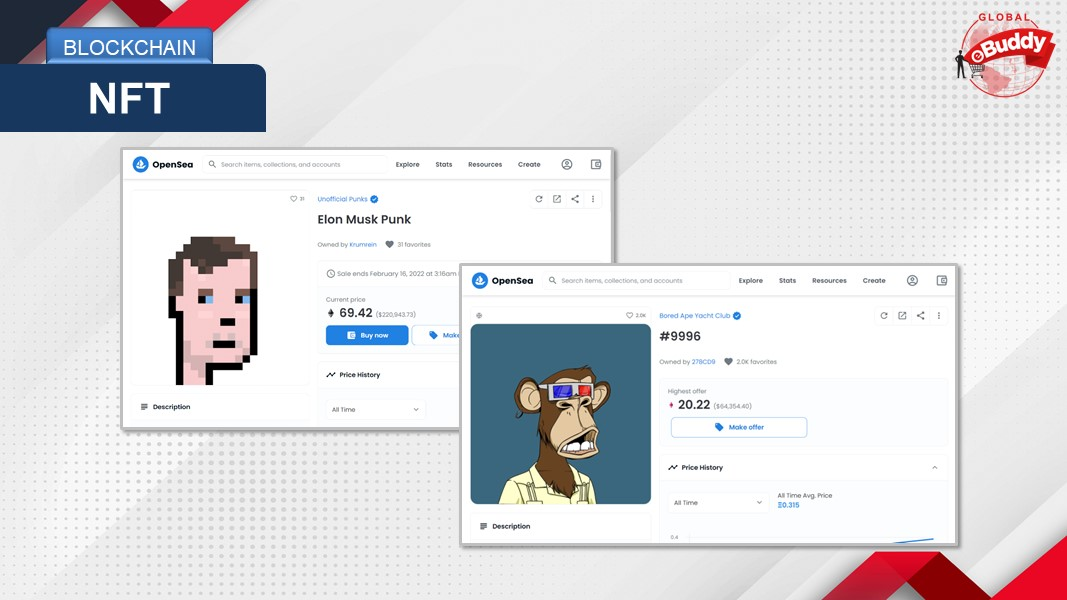 BLOCKCHAIN
NFT
GLOBAL
eBuddy
OpenSea
Search items, collections, and accounts
Explore Stats Resources Create
31
Unofficial Punks
Elon Musk Punk
Owned by Krumrein 31 favorites
Sale ends February 16, 2022 at 3:16am
Current price
69.42 ($220,943.73)
Buy now Make
Price History
All Time
Description
OpenSea
Search items, collections, and accounts
Explore Stats Resources Create
2.0K
Bored Ape Yacht Club
#9996
Owned by 278CD9 2.0K favorites
Highest offer
20.22 ($64,354.40)
Make offer
Price History
All Time
All Time Avg. Price
Ξ0.315
0.4
Description